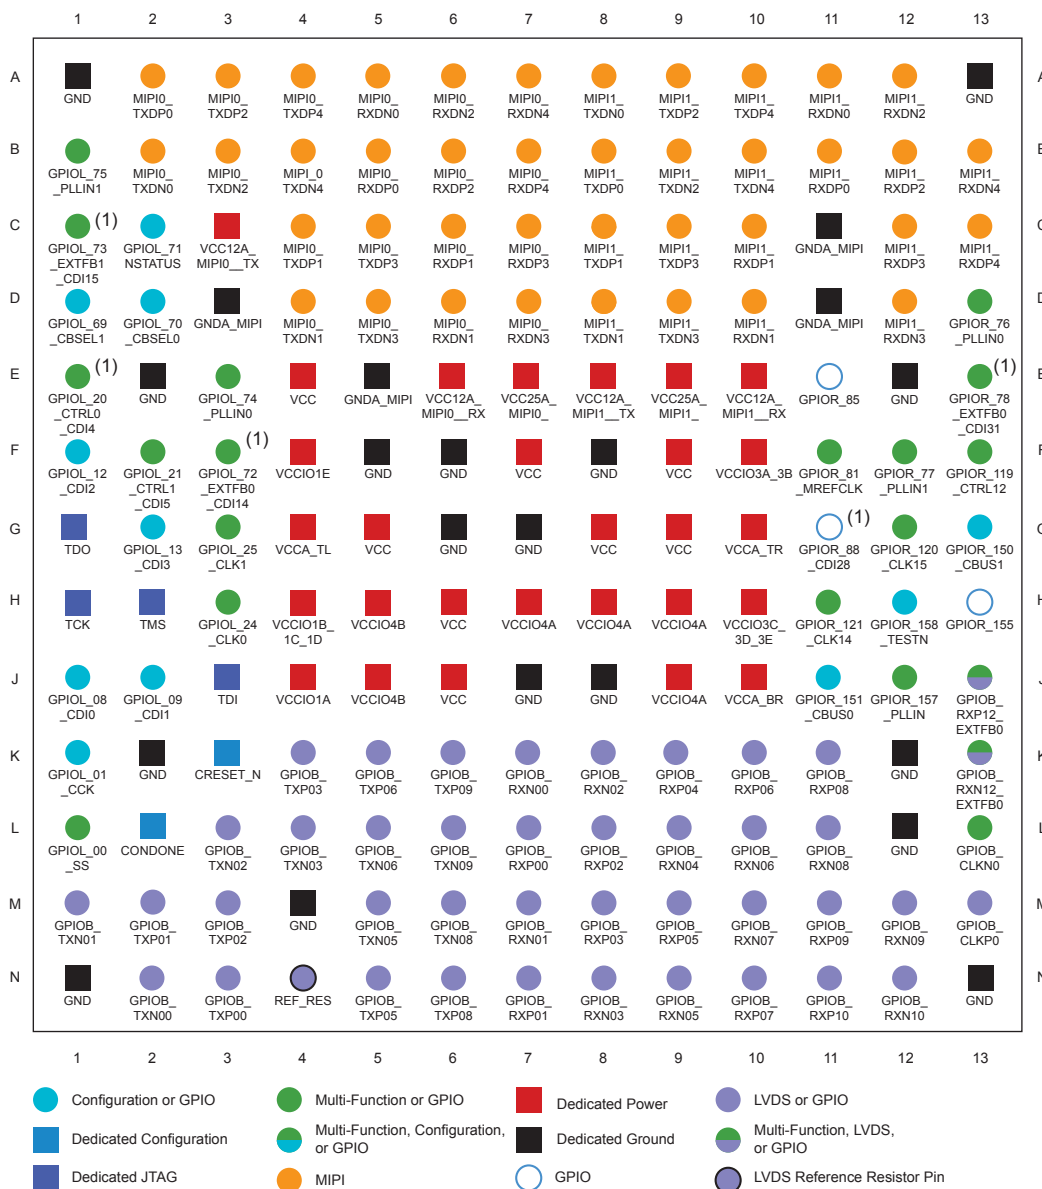 1 2 3 4 5 6 7 8 9 10 11 12 13
A A
GND MIPI0_ MIPI0_ MIPI0_ MIPI0_ MIPI0_ MIPI0_ MIPI1_ MIPI1_ MIPI1_ MIPI1_ MIPI1_ GND
TXDP0 TXDP2 TXDP4 RXDN0 RXDN2 RXDN4 TXDN0 TXDP2 TXDP4 RXDN0 RXDN2
B B
GPIOL_75 MIPI0_ MIPI0_ MIPI_0 MIPI0_ MIPI0_ MIPI0_ MIPI1_ MIPI1_ MIPI1_ MIPI1_ MIPI1_ MIPI1_
_PLLIN1 TXDN0 TXDN2 TXDN4 RXDP0 RXDP2 RXDP4 TXDP0 TXDN2 TXDN4 RXDP0 RXDP2 RXDN4
C (1) C
GPIOL_73 GPIOL_71 VCC12A_ MIPI0_ MIPI0_ MIPI0_ MIPI0_ MIPI1_ MIPI1_ MIPI1_ GNDA_MIPI MIPI1_ MIPI1_
_EXTFB1 NSTATUS MIPI0__TX TXDP1 TXDP3 RXDP1 RXDP3 TXDP1 TXDP3 RXDP1 RXDP3 RXDP4
_CDI15
D D
GPIOL_69 GPIOL_70 GNDA_MIPI MIPI0_ MIPI0_ MIPI0_ MIPI0_ MIPI1_ MIPI1_ MIPI1_ GNDA_MIPI MIPI1_ GPIOR_76
_CBSEL1 _CBSEL0 TXDN1 TXDN3 RXDN1 RXDN3 TXDN1 TXDN3 RXDN1 RXDN3 _PLLIN0
E (1) (1) E
GPIOL_20 GND GPIOL_74 VCC GNDA_MIPI VCC12A_ VCC25A_ VCC12A_ VCC25A_ VCC12A_ GPIOR_85 GND GPIOR_78
_CTRL0 _PLLIN0 MIPI0__RX MIPI0_ MIPI1__TX MIPI1_ MIPI1__RX _EXTFB0
_CDI4 _CDI31
F (1) F
GPIOL_12 GPIOL_21 GPIOL_72 VCCIO1E GND GND VCC GND VCC VCCIO3A_3B GPIOR_81 GPIOR_77 GPIOR_119
_CDI2 _CTRL1 _EXTFB0 _MREFCLK _PLLIN1 _CTRL12
_CDI5 _CDI14
G (1) G
TDO GPIOL_13 GPIOL_25 VCCA_TL VCC GND GND VCC VCC VCCA_TR GPIOR_88 GPIOR_120 GPIOR_150
_CDI3 _CLK1 _CDI28 _CLK15 _CBUS1
H H
TCK TMS GPIOL_24 VCCIO1B_ VCCIO4B VCC VCCIO4A VCCIO4A VCCIO4A VCCIO3C_ GPIOR_121 GPIOR_158 GPIOR_155
_CLK0 1C_1D 3D_3E _CLK14 _TESTN
J J
GPIOL_08 GPIOL_09 TDI VCCIO1A VCCIO4B VCC GND GND VCCIO4A VCCA_BR GPIOR_151 GPIOR_157 GPIOB_
_CDI0 _CDI1 _CBUS0 _PLLIN RXP12_
EXTFB0
K K
GPIOL_01 GND CRESET_N GPIOB_ GPIOB_ GPIOB_ GPIOB_ GPIOB_ GPIOB_ GPIOB_ GPIOB_ GND GPIOB_
_CCK TXP03 TXP06 TXP09 RXN00 RXN02 RXP04 RXP06 RXP08 RXN12_
EXTFB0
L L
GPIOL_00 CONDONE GPIOB_ GPIOB_ GPIOB_ GPIOB_ GPIOB_ GPIOB_ GPIOB_ GPIOB_ GPIOB_ GND GPIOB_
_SS TXN02 TXN03 TXN06 TXN09 RXP00 RXP02 RXN04 RXN06 RXN08 CLKN0
M M
GPIOB_ GPIOB_ GPIOB_ GND GPIOB_ GPIOB_ GPIOB_ GPIOB_ GPIOB_ GPIOB_ GPIOB_ GPIOB_ GPIOB_
TXN01 TXP01 TXP02 TXN05 TXN08 RXN01 RXP03 RXP05 RXN07 RXP09 RXN09 CLKP0
N N
GND GPIOB_ GPIOB_ REF_RES GPIOB_ GPIOB_ GPIOB_ GPIOB_ GPIOB_ GPIOB_ GPIOB_ GPIOB_ GND
TXN00 TXP00 TXP05 TXP08 RXP01 RXN03 RXN05 RXP07 RXP10 RXN10
1 2 3 4 5 6 7 8 9 10 11 12 13
Configuration or GPIO Multi-Function or GPIO Dedicated Power LVDS or GPIO
Dedicated Configuration Multi-Function, Configuration, Dedicated Ground Multi-Function, LVDS,
or GPIO or GPIO
Dedicated JTAG MIPI GPIO LVDS Reference Resistor Pin